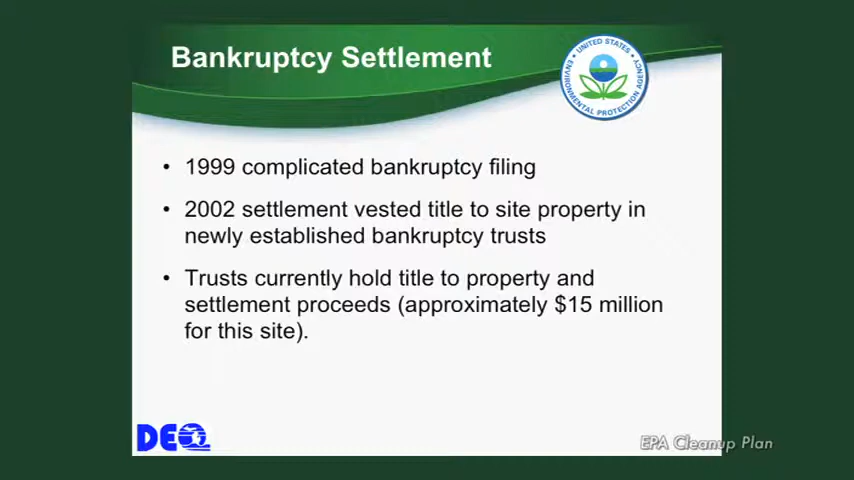 Bankruptcy Settlement
UNITED STATES
ENVIRONMENTAL PROTECTION AGENCY
• 1999 complicated bankruptcy filing
• 2002 settlement vested title to site property in
newly established bankruptcy trusts
• Trusts currently hold title to property and
settlement proceeds (approximately $15 million
for this site).
DEQ
EPA Cleanup Plan